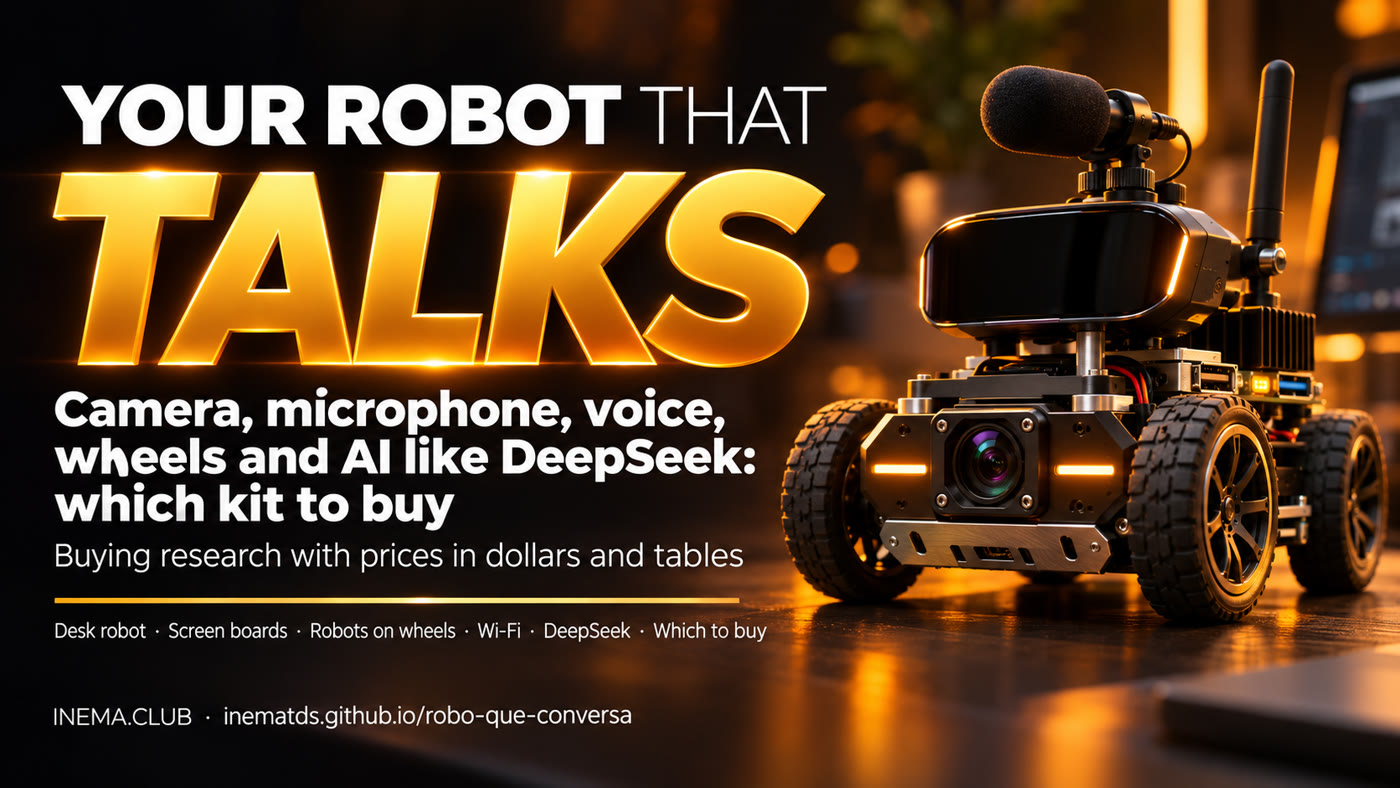 YOUR ROBOT THAT
TALKS
Camera, microphone, voice,
wheels and AI like DeepSeek:
which kit to buy
Buying research with prices in dollars and tables
Desk robot · Screen boards · Robots on wheels · Wi-Fi · DeepSeek · Which to buy
INEMA.CLUB · inematds.github.io/robo-que-conversa